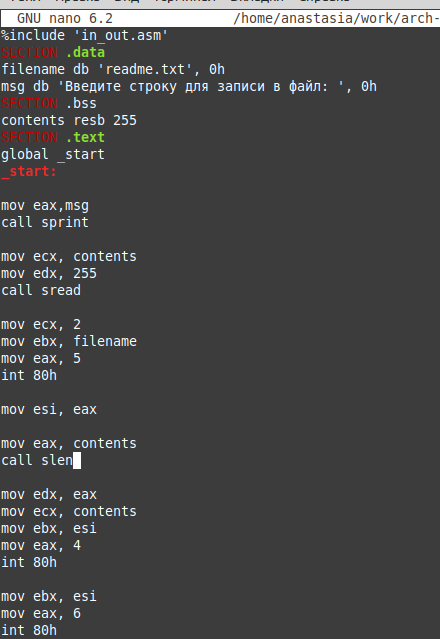 GNU nano 6.2 /home/anastasia/work/arch-
%include 'in_out.asm'
SECTION .data
filename db 'readme.txt', 0h
msg db 'Введите строку для записи в файл: ', 0h
SECTION .bss
contents resb 255
SECTION .text
global _start
_start:
mov eax,msg
call sprint
mov ecx, contents
mov edx, 255
call sread
mov ecx, 2
mov ebx, filename
mov eax, 5
int 80h
mov esi, eax
mov eax, contents
call slen
mov edx, eax
mov ecx, contents
mov ebx, esi
mov eax, 4
int 80h
mov ebx, esi
mov eax, 6
int 80h